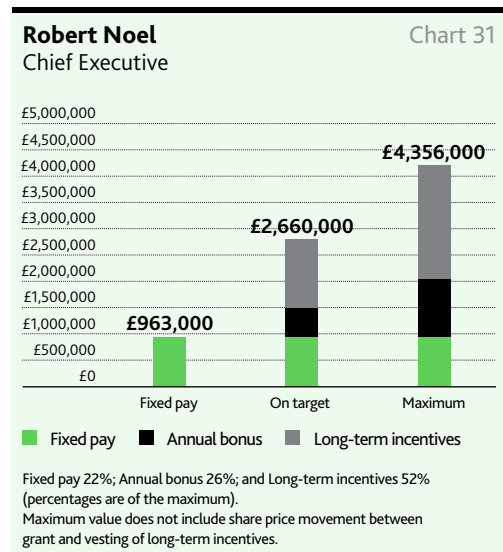 Robert Noel
Chart 31
Chief Executive
£5,000,000
£4,500,000
£4,356,000
£4,000,000
£3,500,000
£3,000,000
£2,660,000
£2,500,000
£2,000,000
£1,500,000
£1,000,000
£963,000
£500,000
£0
Fixed pay
On target
Maximum
Fixed pay
Annual bonus
Long-term incentives
Fixed pay 22%; Annual bonus 26%; and Long-term incentives 52%
(percentages are of the maximum).
Maximum value does not include share price movement between
grant and vesting of long-term incentives.